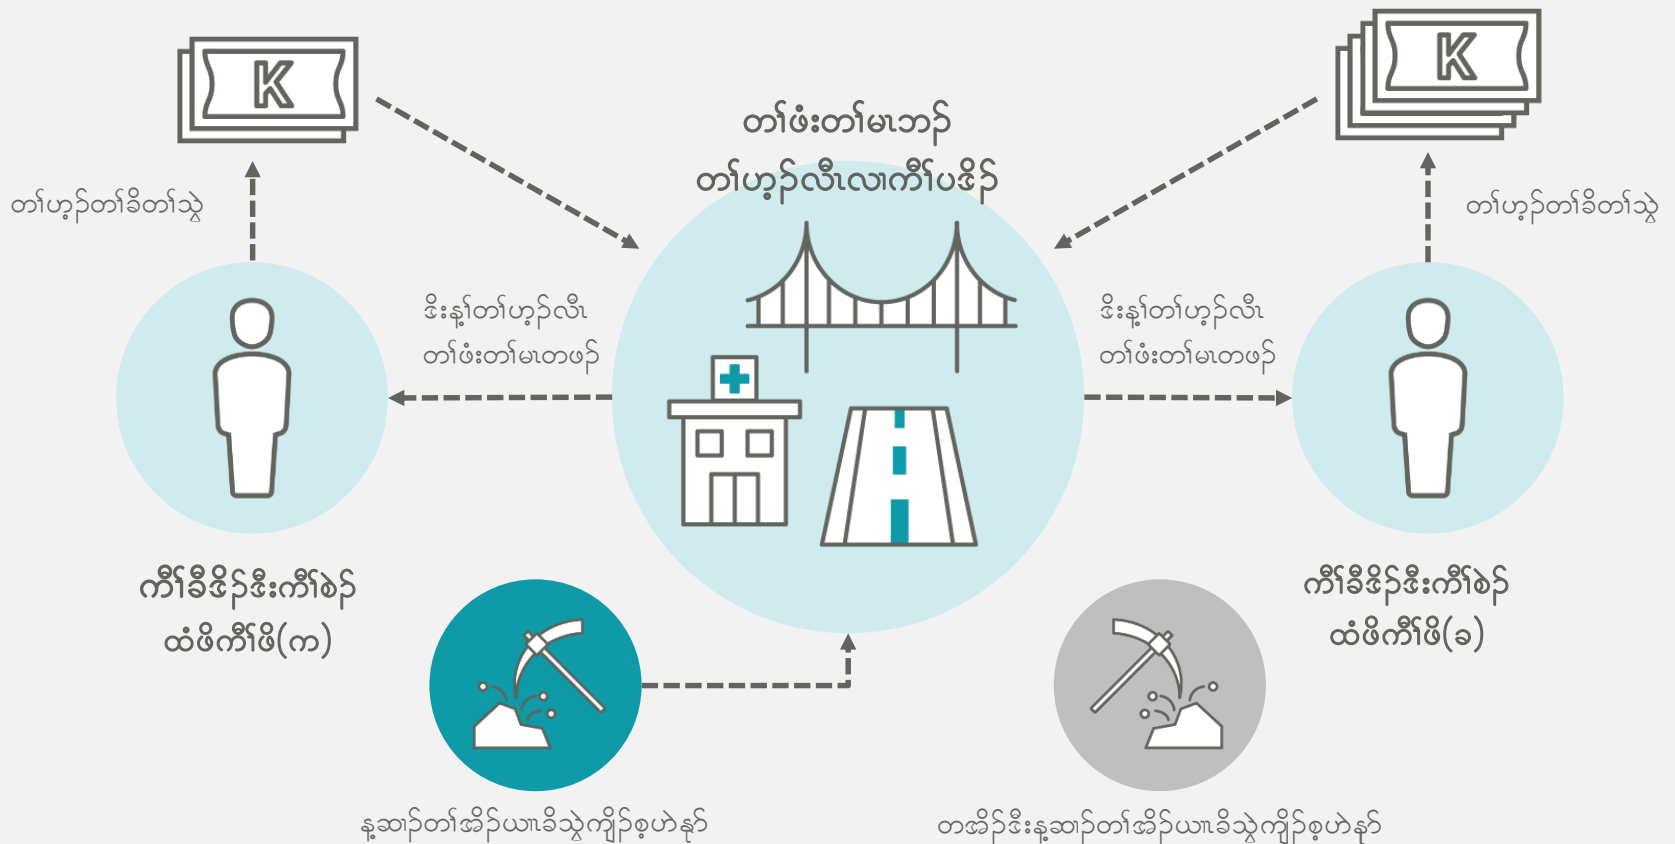 K
K
တၢ်ဖံးတၢ်မၤဘၣ်
တၢ်ဟ့ၣ်လီၤလၢကီၢ်ပဒိၣ်
တၢ်ဟ့ၣ်တၢ်ခိတၢ်သွဲ
တၢ်ဟ့ၣ်တၢ်ခိတၢ်သွဲ
ဒိးန့ၢ်တၢ်ဟ့ၣ်လီၤ
တၢ်ဖံးတၢ်မၤတဖၣ်
ဒိးန့ၢ်တၢ်ဟ့ၣ်လီၤ
တၢ်ဖံးတၢ်မၤတဖၣ်
ကီၢ်ခီဒိၣ်ဒီးကီၢ်စဲၣ်
ထံဖိကီၢ်ဖိ(က)
ကီၢ်ခီဒိၣ်ဒီးကီၢ်စဲၣ်
ထံဖိကီၢ်ဖိ(ခ)
န့ဆၢၣ်တၢ်အိၣ်ယၢၤခိသွဲကျိၣ်စ့ဟဲနုာ်
တအိၣ်ဒီးန့ဆၢၣ်တၢ်အိၣ်ယၢၤခိသွဲကျိၣ်စ့ဟဲနုာ်